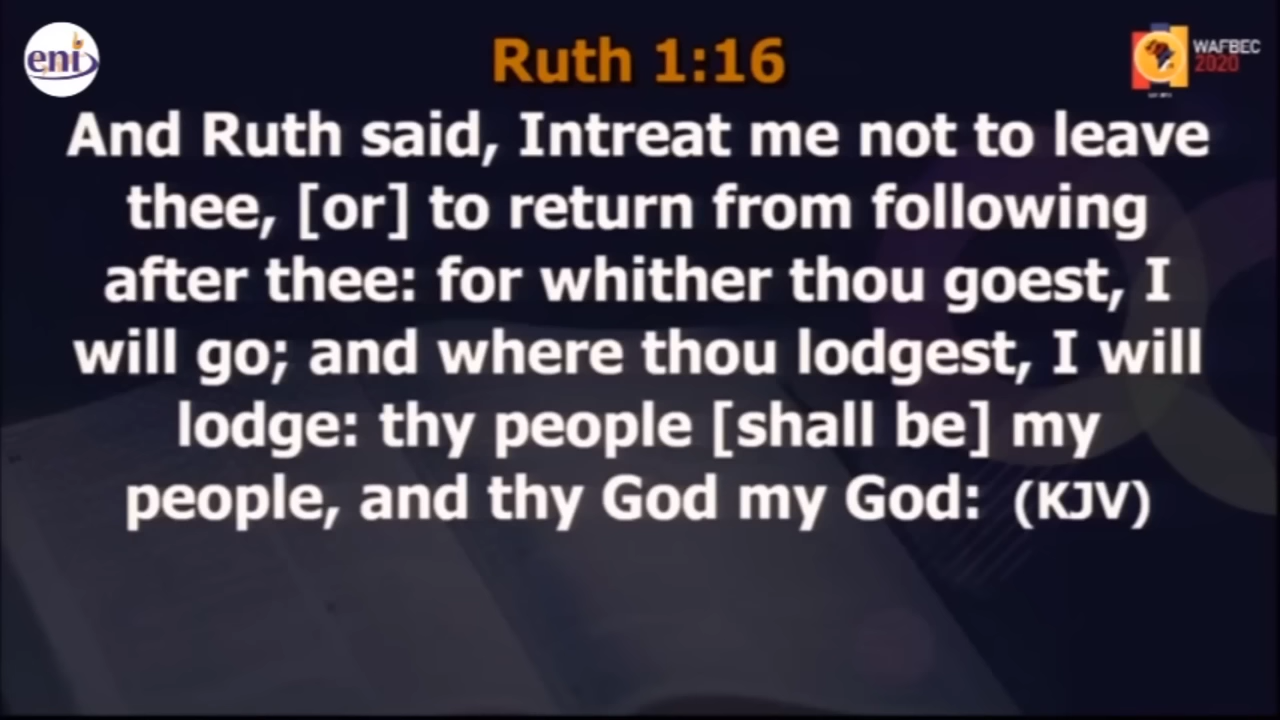 eni
Ruth 1:16
WAFBEC
2020
And Ruth said, Intreat me not to leave
thee, [or] to return from following
after thee: for whither thou goest, I
will go; and where thou lodgest, I will
lodge: thy people [shall be] my
people, and thy God my God: (KJV)